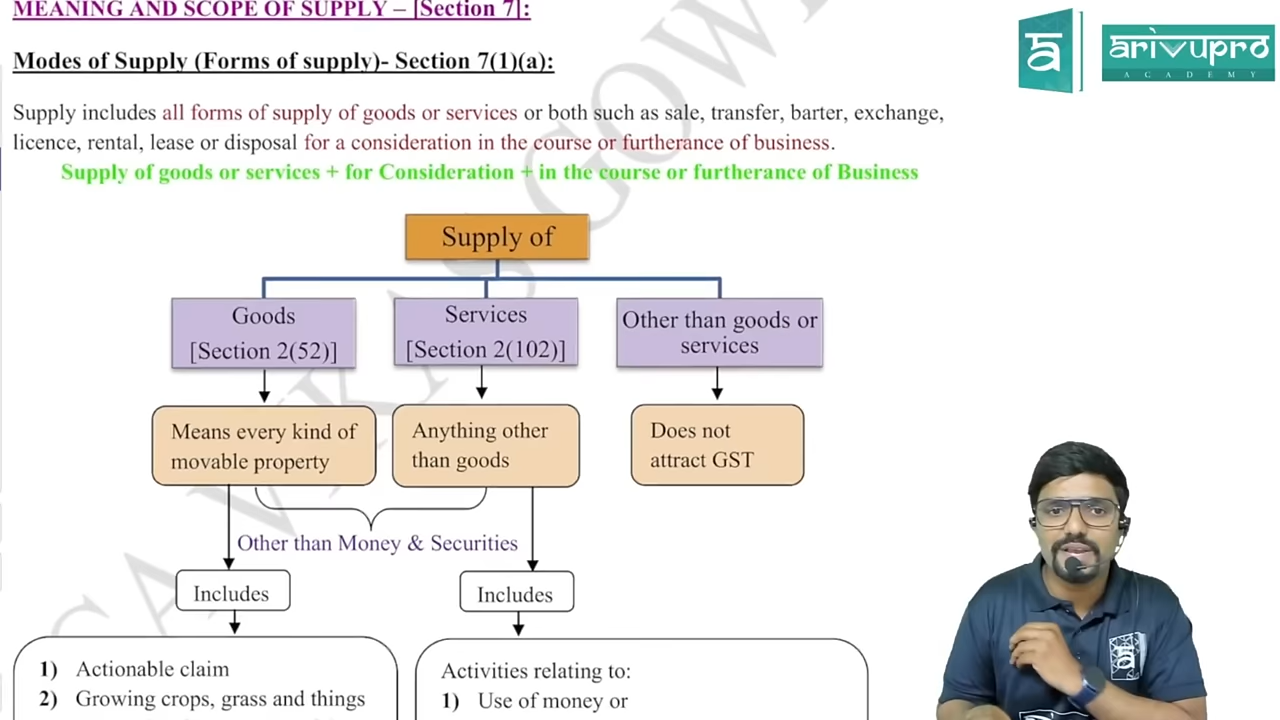 MEANING AND SCOPE OF SUPPLY – [Section 7]:
arivupro
ACADEMY
Modes of Supply (Forms of supply)- Section 7(1)(a):
Supply includes all forms of supply of goods or services or both such as sale, transfer, barter, exchange,
licence, rental, lease or disposal for a consideration in the course or furtherance of business.
Supply of goods or services + for Consideration + in the course or furtherance of Business
Supply of
Goods
[Section 2(52)]
Services
[Section 2(102)]
Other than goods or
services
Means every kind of
movable property
Anything other
than goods
Does not
attract GST
Other than Money & Securities
Includes
Includes
1) Actionable claim
2) Growing crops, grass and things
Activities relating to:
1) Use of money or